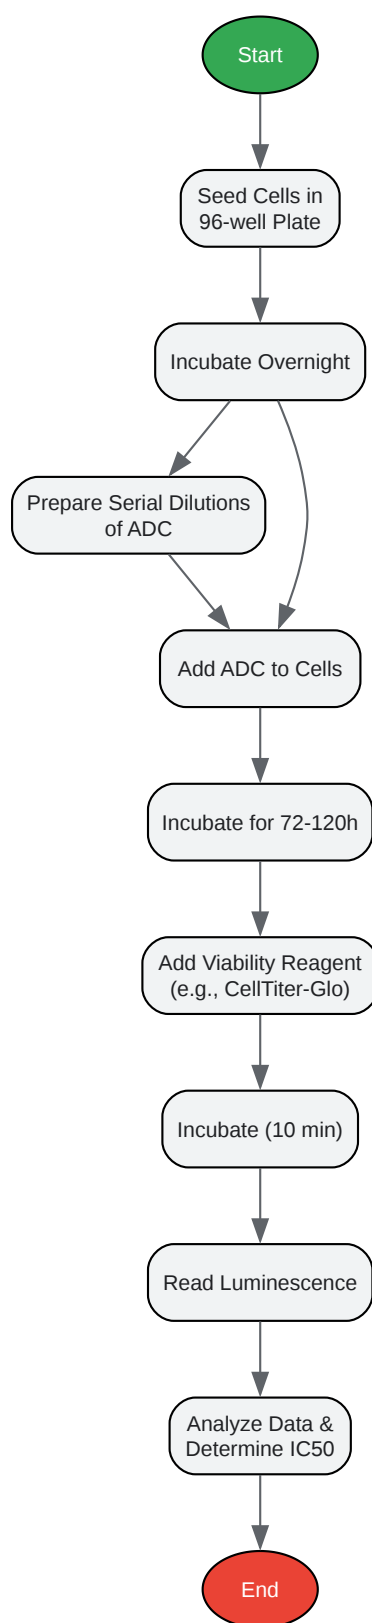 Start
Seed Cells in
96-well Plate
Incubate Overnight
Prepare Serial Dilutions
of ADC
Add ADC to Cells
Incubate for 72-120h
Add Viability Reagent
(e.g., CellTiter-Glo)
Incubate (10 min)
Read Luminescence
Analyze Data &
Determine IC50
End